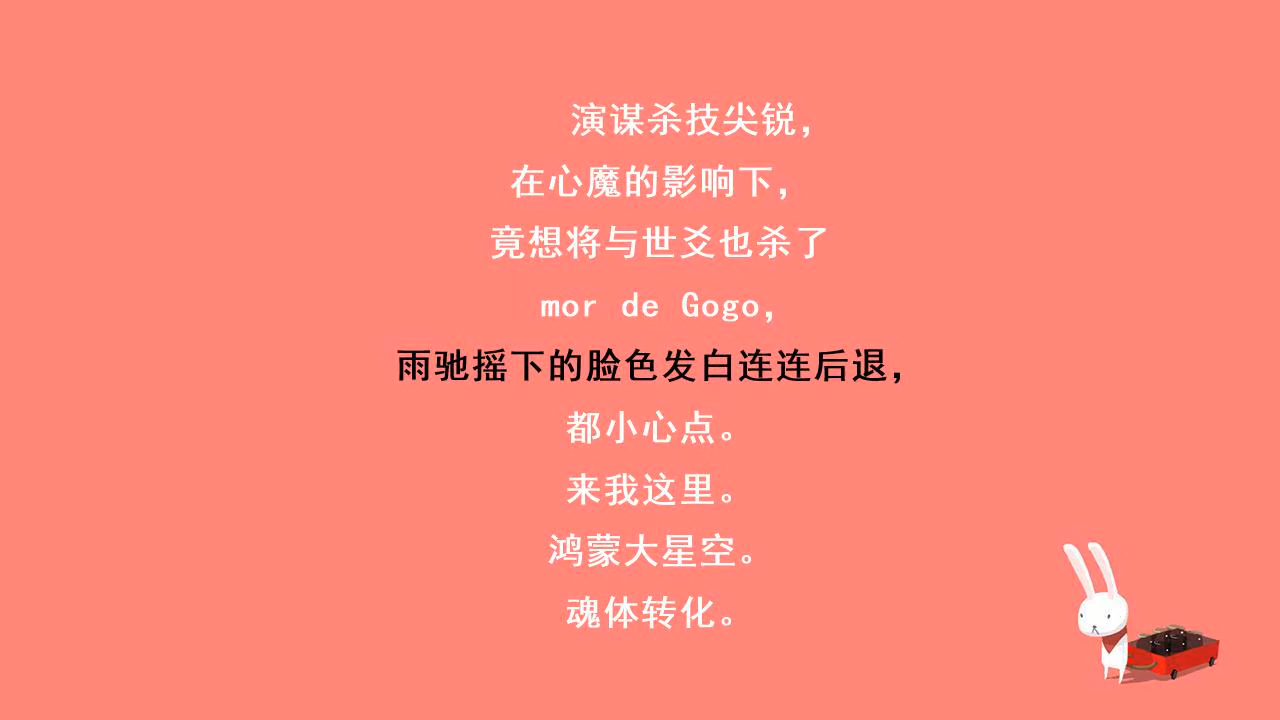 演谋杀技尖锐，
在心魔的影响下，
竟想将与世爻也杀了
mor de Gogo，
雨驰摇下的脸色发白连连后退，
都小心点。
来我这里。
鸿蒙大星空。
魂体转化。